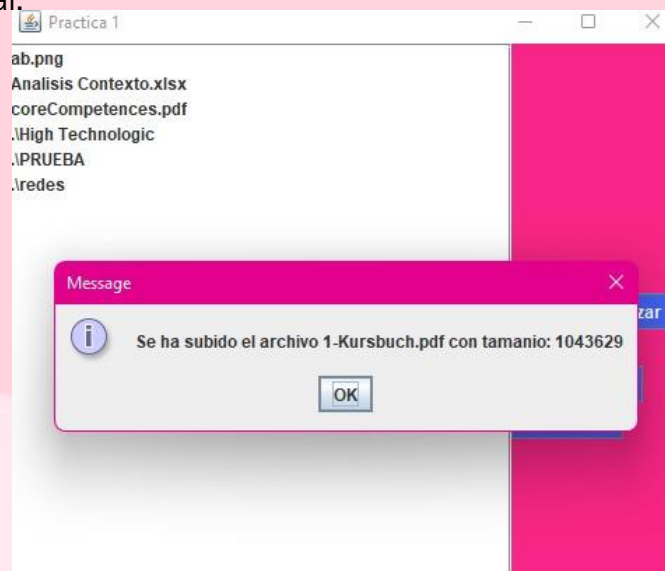 al.
Practica 1
ab.png
Analisis Contexto.xlsx
coreCompetences.pdf
.\High Technologic
.\PRUEBA
.\redes
Message
zar
Se ha subido el archivo 1-Kursbuch.pdf con tamanio: 1043629
OK